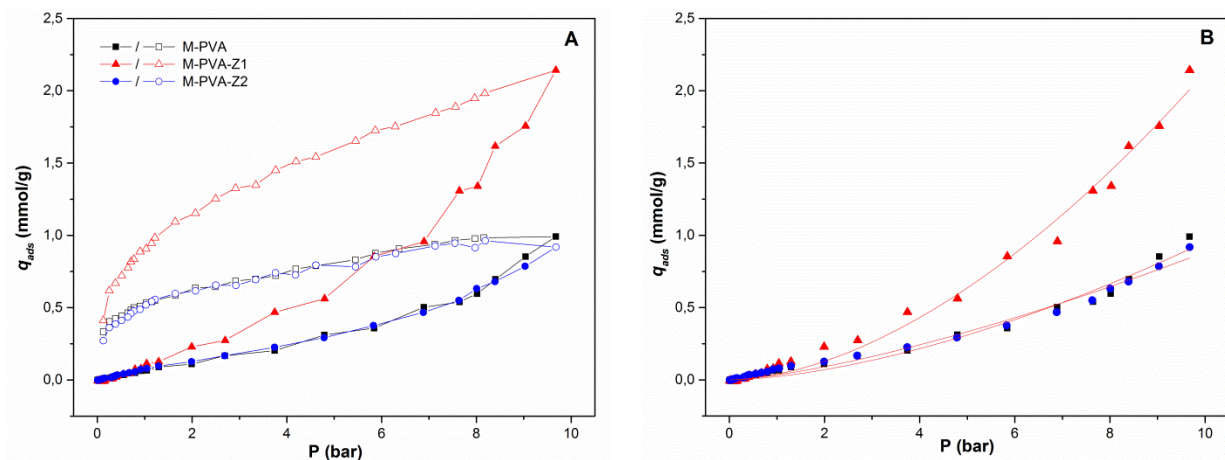 A
/ M-PVA
/ M-PVA-Z1
/ M-PVA-Z2
2,5
2,0
1,5
1,0
0,5
0,0
q_ads (mmol/g)
0 2 4 6 8 10
P (bar)
B
2,5
2,0
1,5
1,0
0,5
0,0
q_ads (mmol/g)
0 2 4 6 8 10
P (bar)